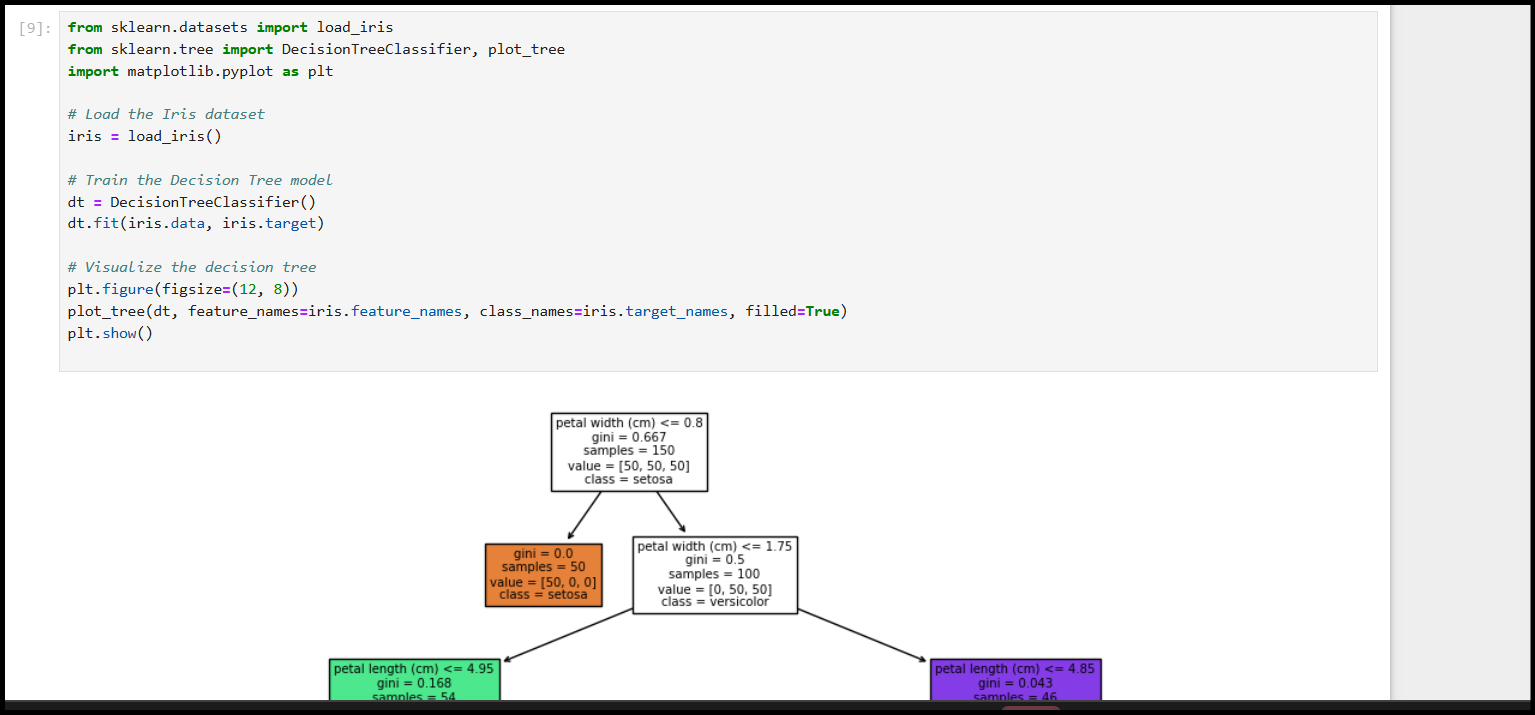 [9]:
from sklearn.datasets import load_iris
from sklearn.tree import DecisionTreeClassifier, plot_tree
import matplotlib.pyplot as plt
# Load the Iris dataset
iris = load_iris()
# Train the Decision Tree model
dt = DecisionTreeClassifier()
dt.fit(iris.data, iris.target)
# Visualize the decision tree
plt.figure(figsize=(12, 8))
plot_tree(dt, feature_names=iris.feature_names, class_names=iris.target_names, filled=True)
plt.show()
petal width (cm) <= 0.8
gini = 0.667
samples = 150
value = [50, 50, 50]
class = setosa
gini = 0.0
samples = 50
value = [50, 0, 0]
class = setosa
petal width (cm) <= 1.75
gini = 0.5
samples = 100
value = [0, 50, 50]
class = versicolor
petal length (cm) <= 4.95
gini = 0.168
samples = 54
petal length (cm) <= 4.85
gini = 0.043
samples = 46